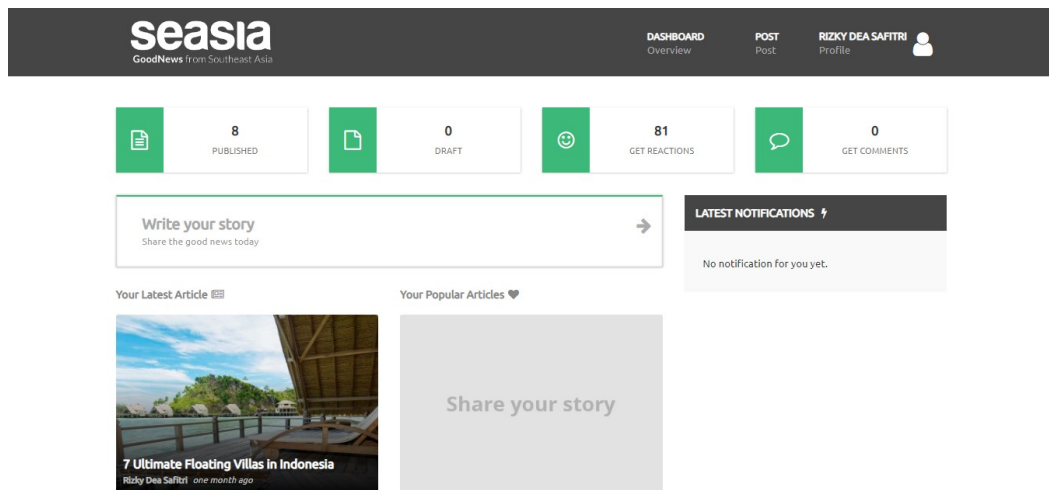 seasia
GoodNews from Southeast Asia
DASHBOARD
Overview
POST
Post
RIZKY DEA SAFITRI
Profile
8
PUBLISHED
0
DRAFT
81
GET REACTIONS
0
GET COMMENTS
Write your story
Share the good news today
LATEST NOTIFICATIONS
No notification for you yet.
Your Latest Article
Your Popular Articles
Share your story
7 Ultimate Floating Villas in Indonesia
Rizky Dea Safitri one month ago